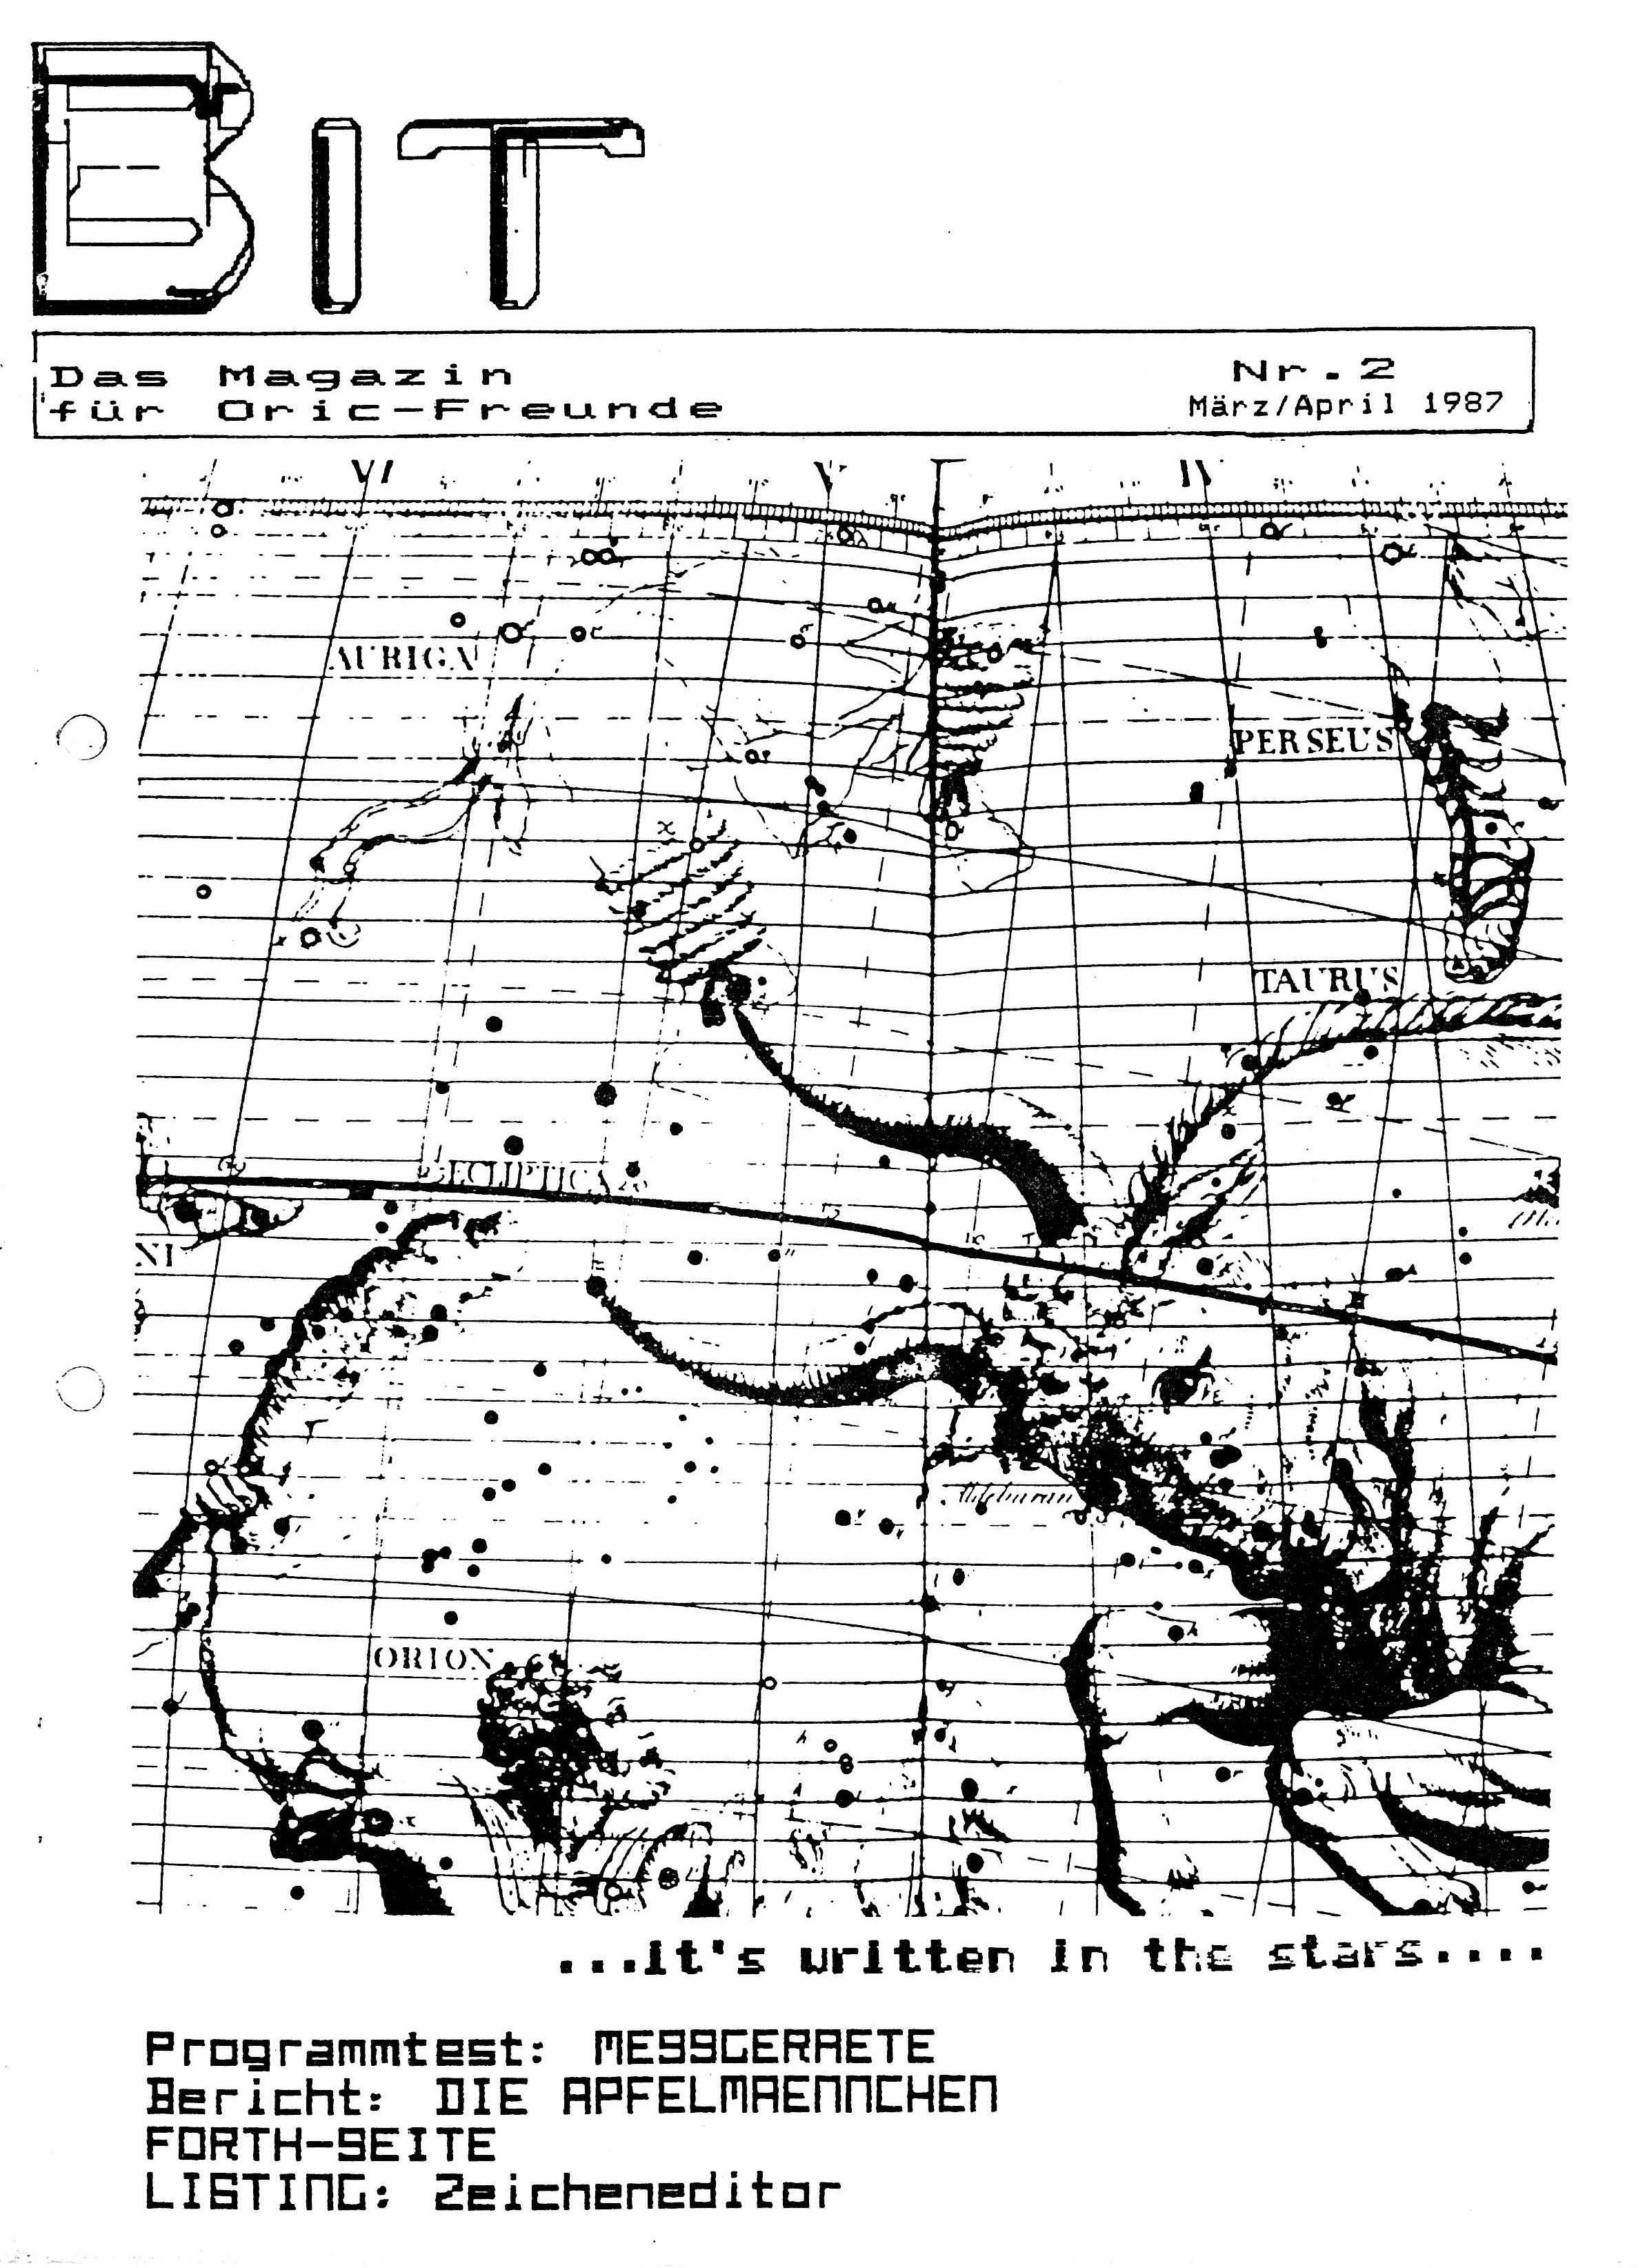 BIT
Das Magazin
für Oric-Freunde
Nr.2
März/April 1987
VI V IV
AURIGA
PERSEUS
TAURUS
ECLIPTICA
NI
Aldebaran
ORION
...it's written in the stars....
Programmtest: MESSGERAETE
Bericht: DIE APFELMAENNCHEN
FORTH-SEITE
LISTING: Zeicheneditor